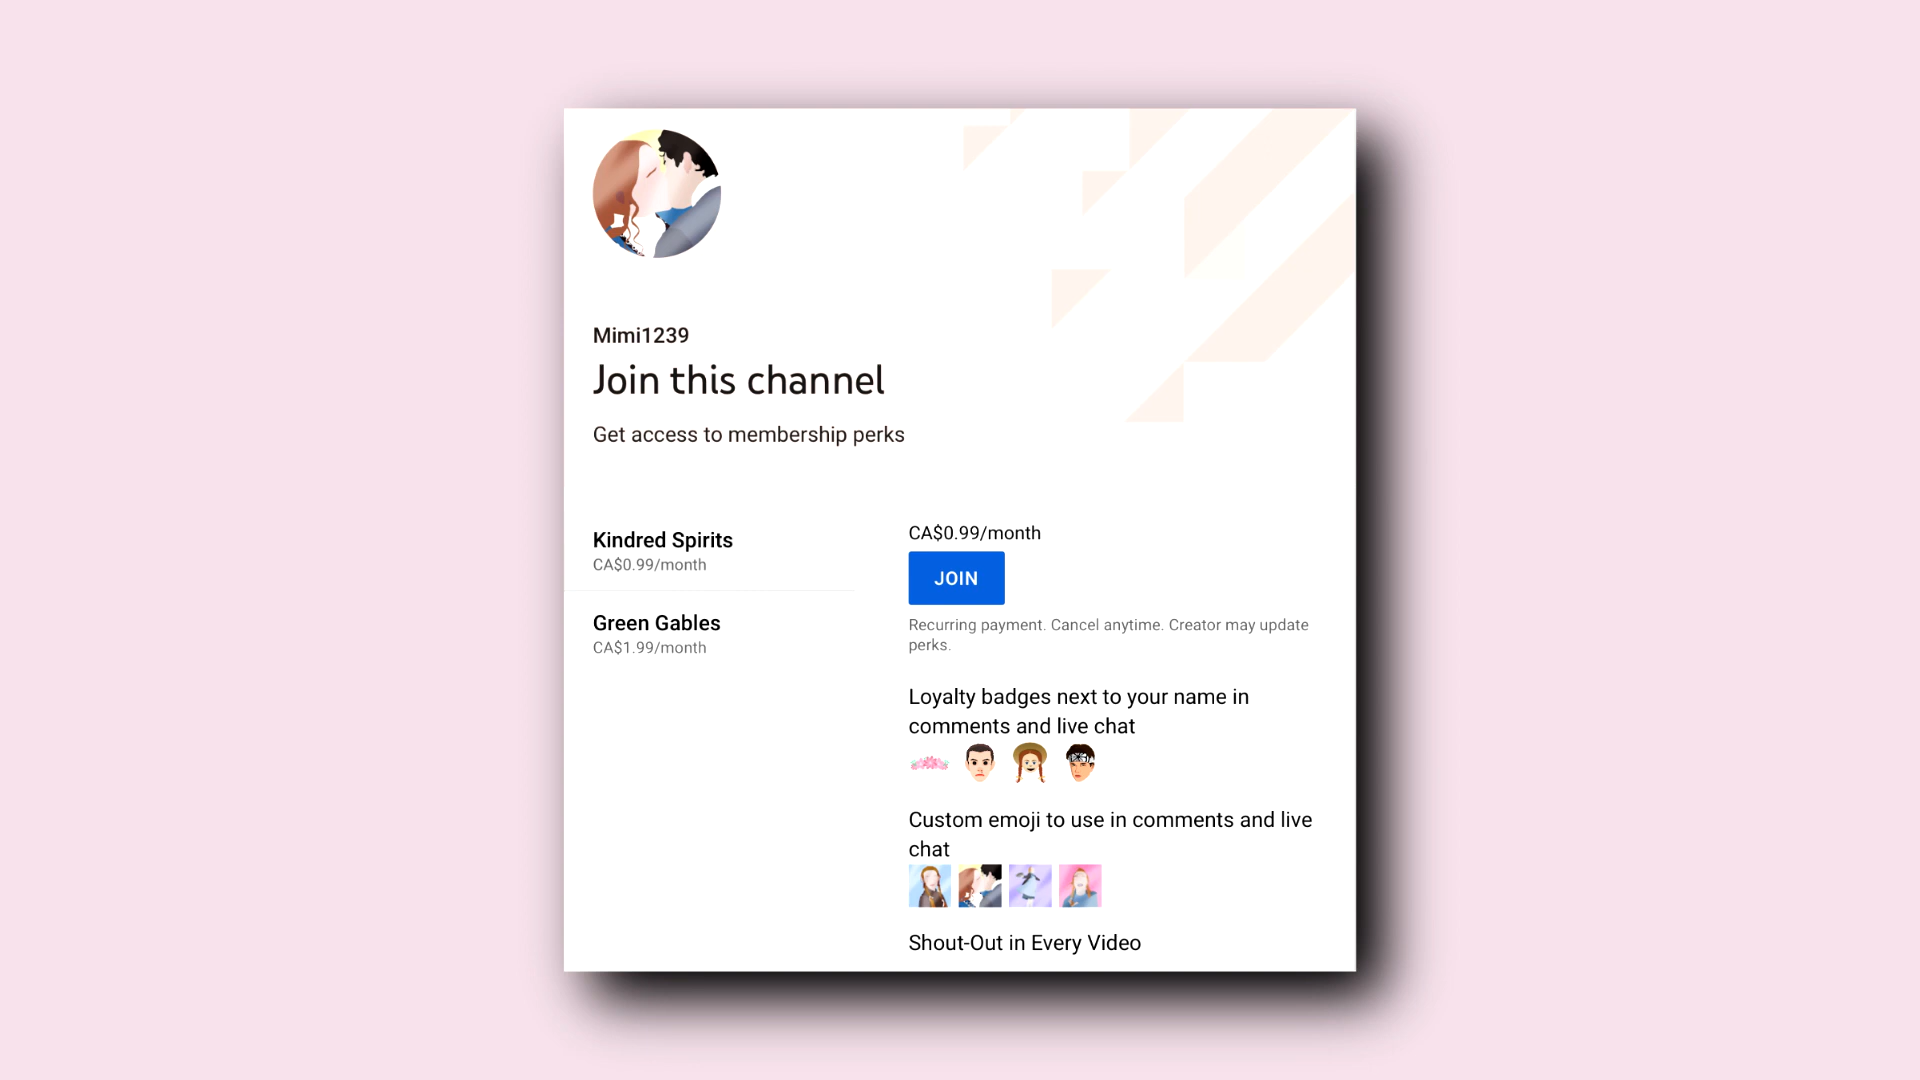 Mimi1239
Join this channel
Get access to membership perks
Kindred Spirits
CA$0.99/month
Green Gables
CA$1.99/month
CA$0.99/month
JOIN
Recurring payment. Cancel anytime. Creator may update
perks.
Loyalty badges next to your name in
comments and live chat
Custom emoji to use in comments and live
chat
Shout-Out in Every Video